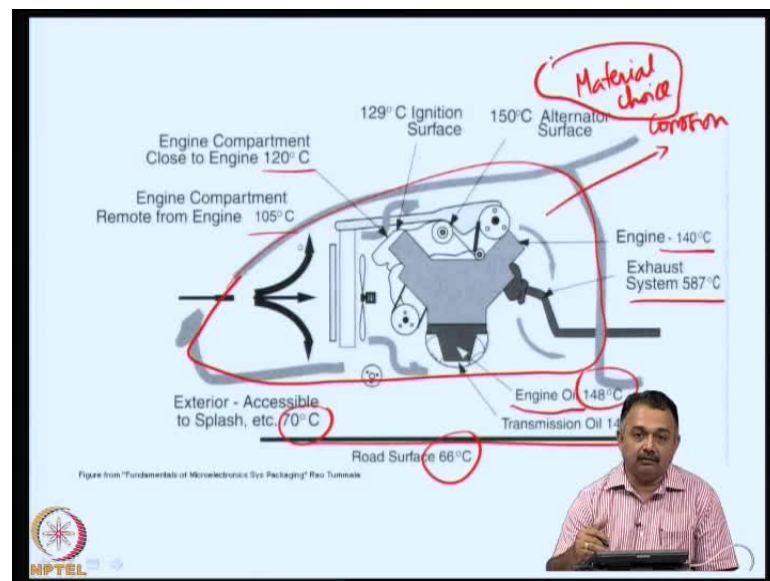 Material
choice
corrosion
129°C Ignition
Surface
150°C Alternator
Surface
Engine Compartment
Close to Engine 120°C
Engine Compartment
Remote from Engine 105°C
Engine - 140°C
Exhaust
System 587°C
Exterior - Accessible
to Splash, etc. 70°C
Engine Oil 148°C
Transmission Oil
Road Surface 66°C
Figure from "Fundamentals of Microelectronics Sys Packaging" Rao Tummala
NPTEL